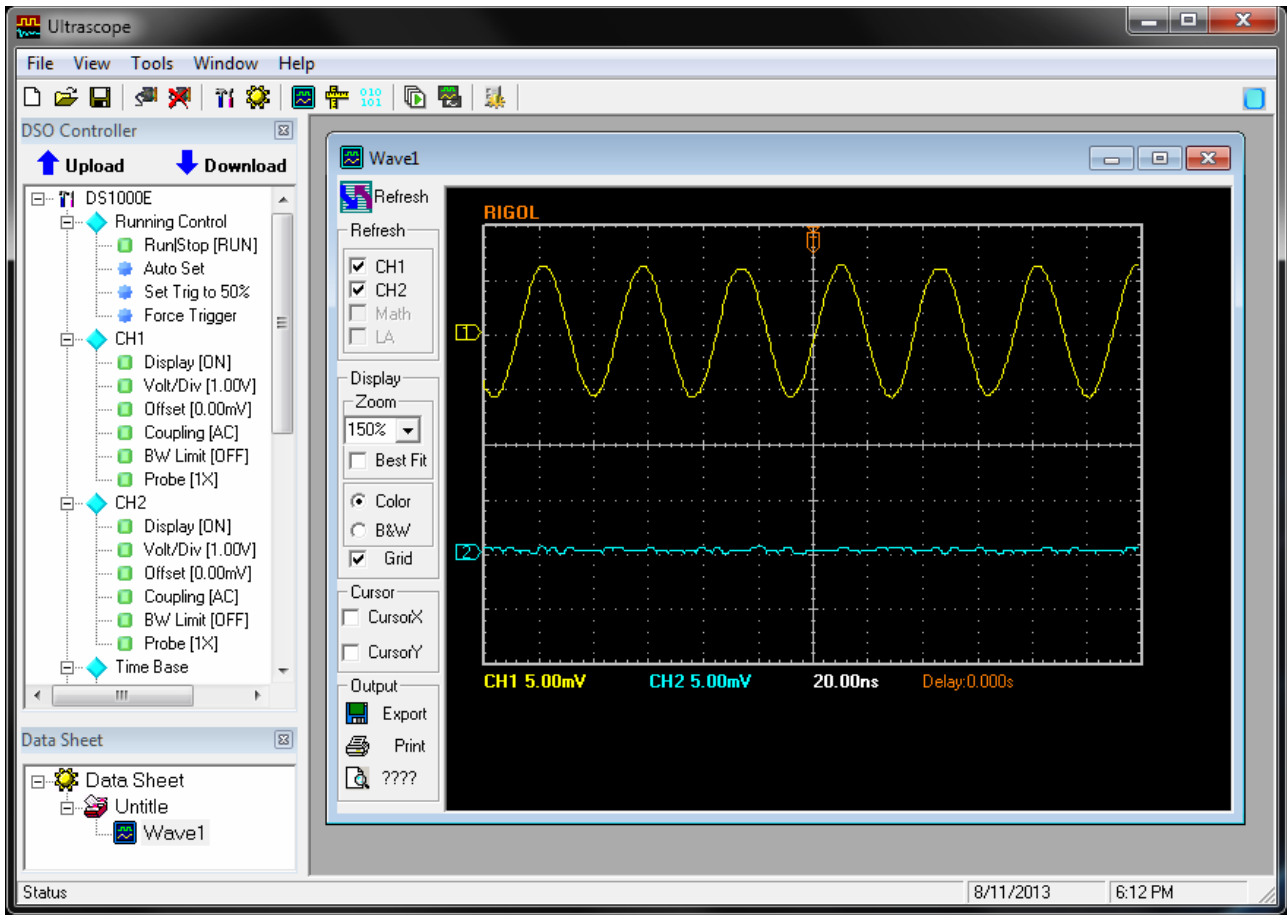 Ultrascope
File View Tools Window Help
DSO Controller
Upload Download
DS1000E
Running Control
Run|Stop [RUN]
Auto Set
Set Trig to 50%
Force Trigger
CH1
Display [ON]
Volt/Div [1.00V]
Offset [0.00mV]
Coupling [AC]
BW Limit [OFF]
Probe [1X]
CH2
Display [ON]
Volt/Div [1.00V]
Offset [0.00mV]
Coupling [AC]
BW Limit [OFF]
Probe [1X]
Time Base
Data Sheet
Data Sheet
Untitle
Wave1
Wave1
Refresh
Refresh
CH1
CH2
Math
LA
Display
Zoom
150%
Best Fit
Color
B&W
Grid
Cursor
CursorX
CursorY
Output
Export
Print
????
RIGOL
T
1
2
CH1 5.00mV CH2 5.00mV 20.00ns Delay:0.000s
Status 8/11/2013 6:12 PM
010
101